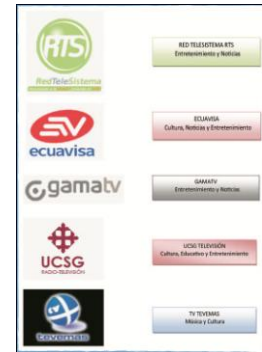 RTS
RedTeleSistema
RED TELESISTEMA RTS
Entretenimiento y Noticias
ecuavisa
ECUAVISA
Cultura, Noticias y Entretenimiento
gamatv
GAMATV
Entretenimiento y Noticias
UCSG
RADIO-TELEVISIÓN
UCSG TELEVISIÓN
Cultura, Educativo y Entretenimiento
tevemas
TV TEVEMAS
Música y Cultura